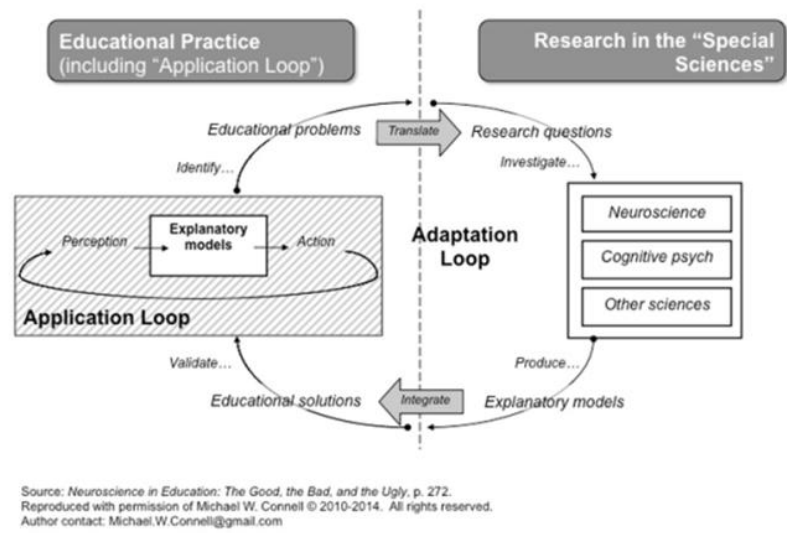 Educational Practice
(including “Application Loop”)
Research in the “Special
Sciences”
Educational problems
Translate
Research questions
Identify...
Investigate...
Perception
Explanatory
models
Action
Application Loop
Adaptation
Loop
Neuroscience
Cognitive psych
Other sciences
Validate...
Produce...
Educational solutions
Integrate
Explanatory models
Source: Neuroscience in Education: The Good, the Bad, and the Ugly, p. 272.
Reproduced with permission of Michael W. Connell © 2010-2014. All rights reserved.
Author contact: Michael.W.Connell@gmail.com